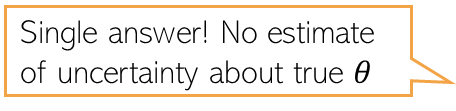 Single answer! No estimate
of uncertainty about true θ